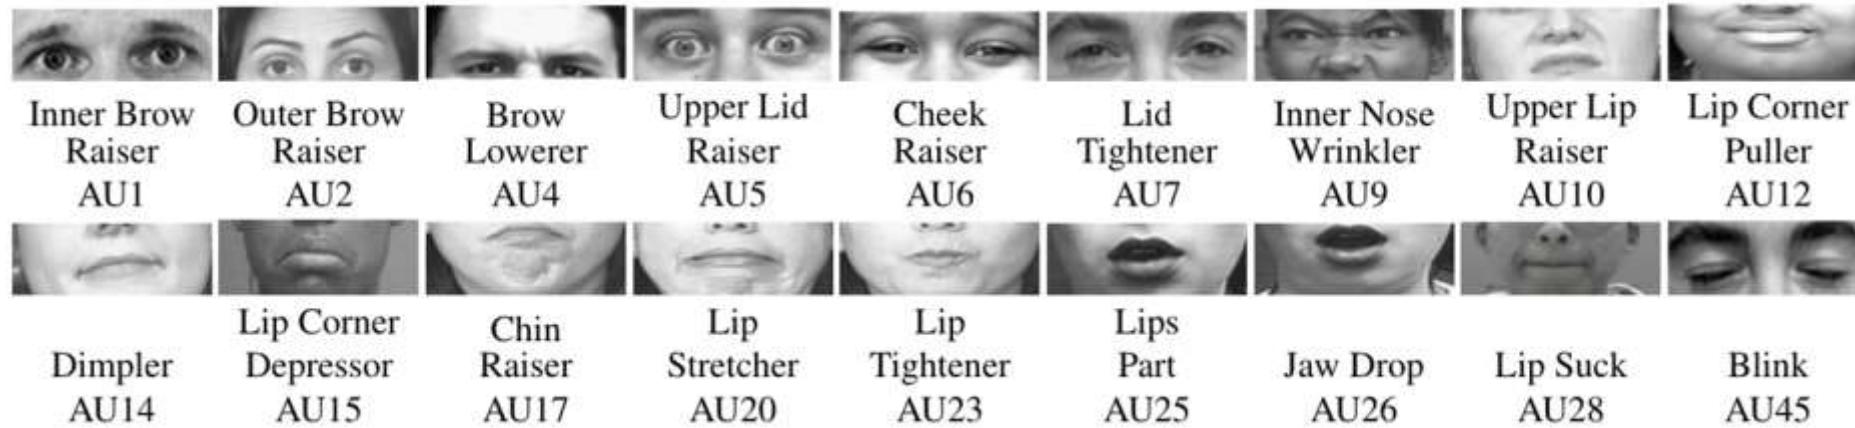 Inner Brow Raiser AU1
Outer Brow Raiser AU2
Brow Lowerer AU4
Upper Lid Raiser AU5
Cheek Raiser AU6
Lid Tightener AU7
Inner Nose Wrinkler AU9
Upper Lip Raiser AU10
Lip Corner Puller AU12
Dimpler AU14
Lip Corner Depressor AU15
Chin Raiser AU17
Lip Stretcher AU20
Lip Tightener AU23
Lips Part AU25
Jaw Drop AU26
Lip Suck AU28
Blink AU45